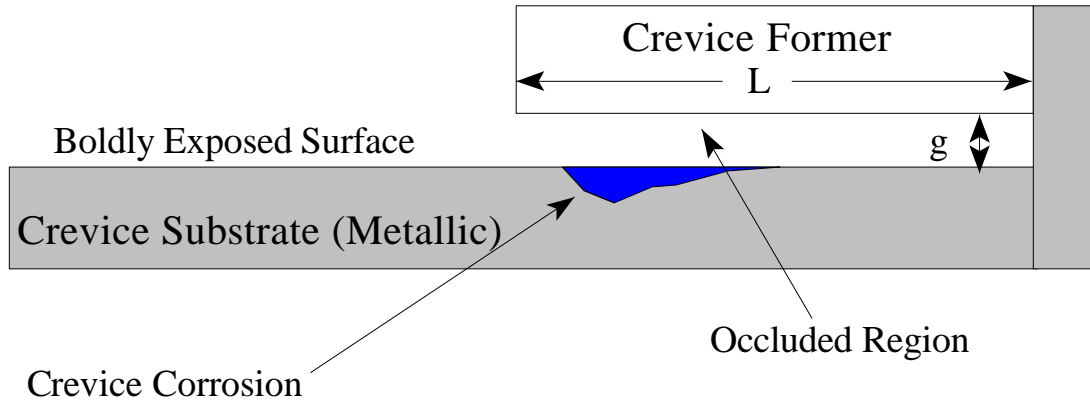 Crevice Former
L
Boldly Exposed Surface
g
Crevice Substrate (Metallic)
Occluded Region
Crevice Corrosion